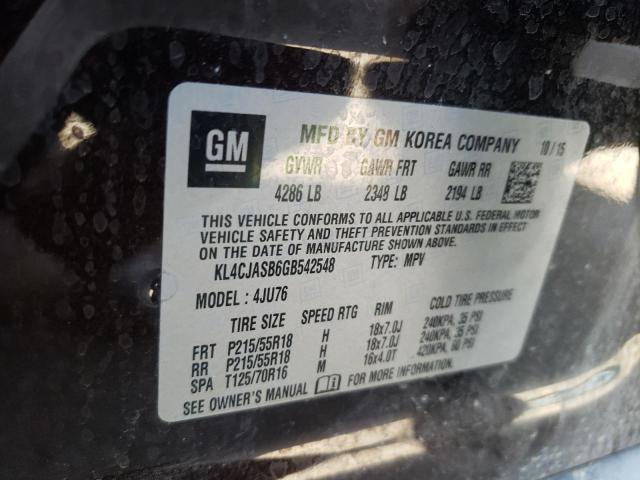 GM
MFD BY GM KOREA COMPANY 10/15
GVWR GAWR FRT GAWR RR
4286 LB 2348 LB 2194 LB
THIS VEHICLE CONFORMS TO ALL APPLICABLE U.S. FEDERAL MOTOR
VEHICLE SAFETY AND THEFT PREVENTION STANDARDS IN EFFECT
ON THE DATE OF MANUFACTURE SHOWN ABOVE.
KL4CJASB6GB542548 TYPE: MPV
MODEL : 4JU76
TIRE SIZE SPEED RTG RIM COLD TIRE PRESSURE
FRT P215/55R18 H 18x7.0J 240KPA, 35 PSI
RR P215/55R18 H 18x7.0J 240KPA, 35 PSI
SPA T125/70R16 M 16x4.0T 420KPA, 60 PSI
SEE OWNER'S MANUAL FOR MORE INFORMATION.